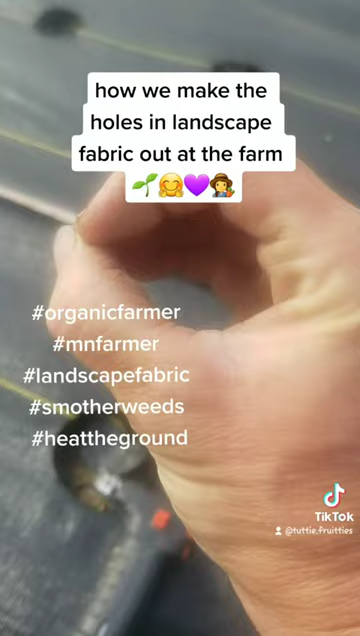 how we make the
holes in landscape
fabric out at the farm
🌱🤗💜👩‍🌾
#organicfarmer
#mnfarmer
#landscapefabric
#smotherweeds
#heattheground
TikTok
@tuttie.fruitties